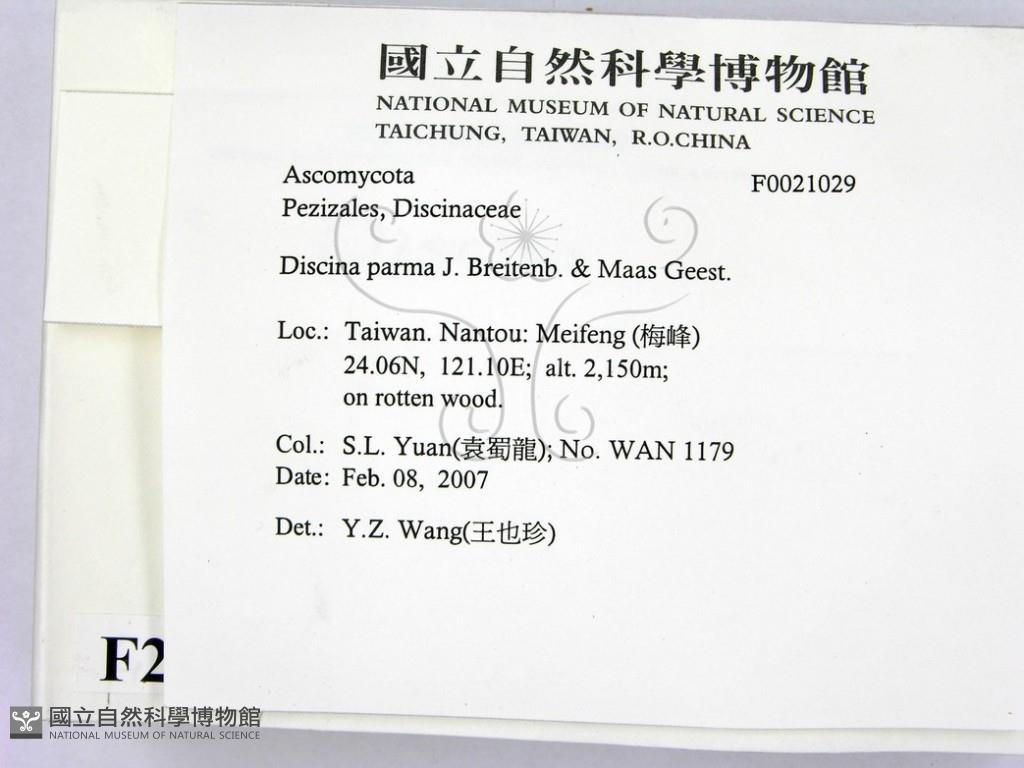 國立自然科學博物館
NATIONAL MUSEUM OF NATURAL SCIENCE
TAICHUNG, TAIWAN, R.O.CHINA
Ascomycota F0021029
Pezizales, Discinaceae
Discina parma J. Breitenb. & Maas Geest.
Loc.: Taiwan. Nantou: Meifeng (梅峰)
24.06N, 121.10E; alt. 2,150m;
on rotten wood.
Col.: S.L. Yuan(袁蜀龍); No. WAN 1179
Date: Feb. 08, 2007
Det.: Y.Z. Wang(王也珍)
F2
國立自然科學博物館
NATIONAL MUSEUM OF NATURAL SCIENCE